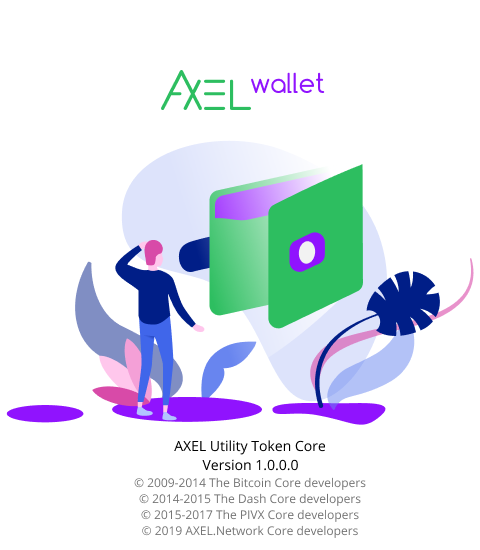 AXEL wallet
AXEL Utility Token Core
Version 1.0.0.0
© 2009-2014 The Bitcoin Core developers
© 2014-2015 The Dash Core developers
© 2015-2017 The PIVX Core developers
© 2019 AXEL.Network Core developers